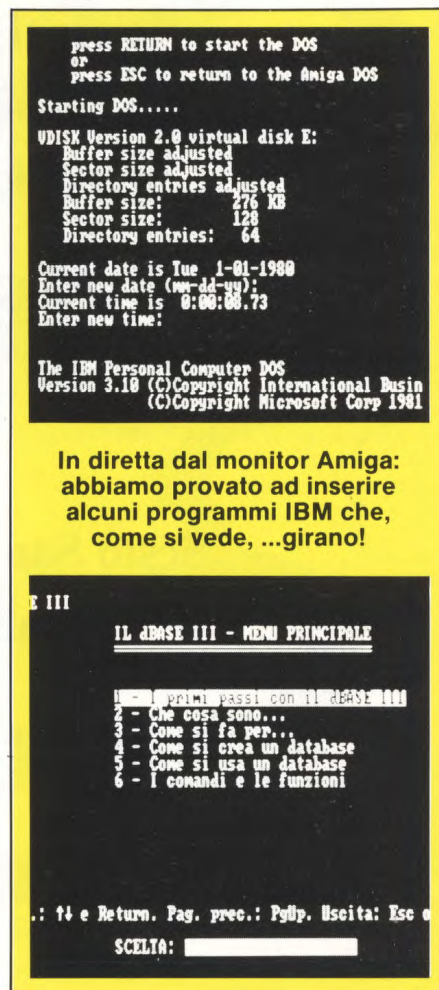 press RETURN to start the DOS
or
press ESC to return to the Amiga DOS
Starting DOS.....
VDISK Version 2.0 virtual disk E:
Buffer size adjusted
Sector size adjusted
Directory entries adjusted
Buffer size: 276 KB
Sector size: 128
Directory entries: 64
Current date is Tue 1-01-1980
Enter new date (mm-dd-yy):
Current time is 0:00:08.73
Enter new time:
The IBM Personal Computer DOS
Version 3.10 (C)Copyright International Busin
(C)Copyright Microsoft Corp 1981
In diretta dal monitor Amiga:
abbiamo provato ad inserire
alcuni programmi IBM che,
come si vede, ...girano!
E III
IL dBASE III - MENU PRINCIPALE
1 - I primi passi con il dBASE III
2 - Che cosa sono...
3 - Come si fa per...
4 - Come si crea un database
5 - Come si usa un database
6 - I comandi e le funzioni
.: ↑↓ e Return. Pag. prec.: PgUp. Uscita: Esc o
SCELTA: